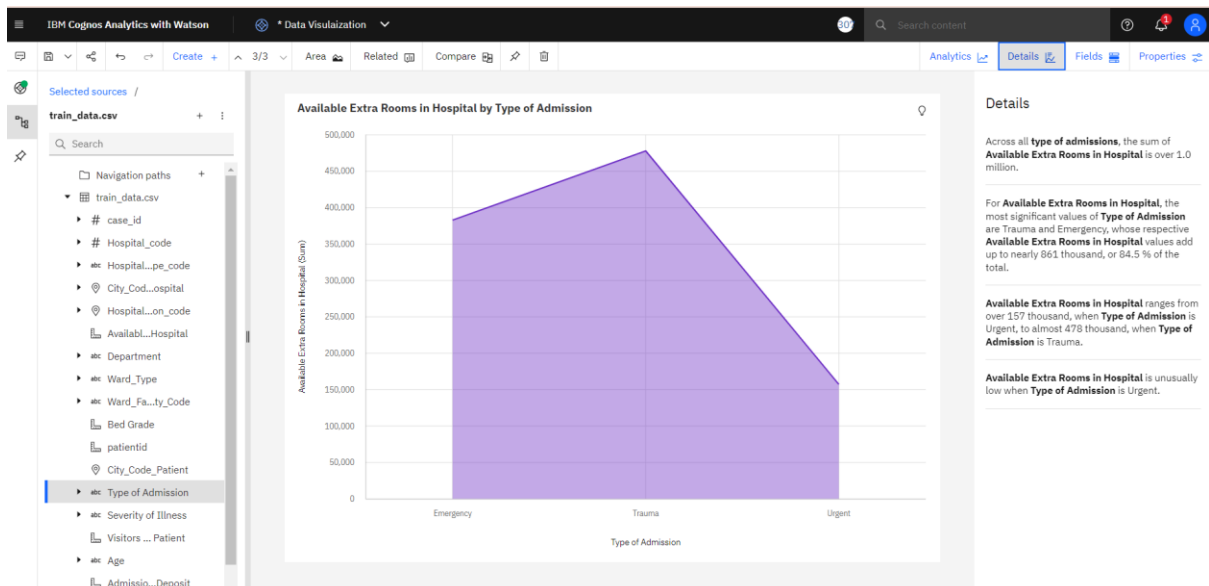 IBM Cognos Analytics with Watson
* Data Visulaization
30?
Search content
1
Create +
3/3
Area
Related
Compare
Analytics
Details
Fields
Properties
Selected sources /
train_data.csv
Search
Navigation paths
train_data.csv
# case_id
# Hospital_code
abc Hospital...pe_code
City_Cod...ospital
Hospital...on_code
Availabl...Hospital
abc Department
abc Ward_Type
abc Ward_Fa...ty_Code
Bed Grade
patientid
City_Code_Patient
abc Type of Admission
abc Severity of Illness
Visitors ... Patient
abc Age
Admissio...Deposit
Available Extra Rooms in Hospital by Type of Admission
Available Extra Rooms in Hospital (Sum)
500,000
450,000
400,000
350,000
300,000
250,000
200,000
150,000
100,000
50,000
0
Emergency
Trauma
Urgent
Type of Admission
Details
Across all type of admissions, the sum of
Available Extra Rooms in Hospital is over 1.0
million.
For Available Extra Rooms in Hospital, the
most significant values of Type of Admission
are Trauma and Emergency, whose respective
Available Extra Rooms in Hospital values add
up to nearly 861 thousand, or 84.5 % of the
total.
Available Extra Rooms in Hospital ranges from
over 157 thousand, when Type of Admission is
Urgent, to almost 478 thousand, when Type of
Admission is Trauma.
Available Extra Rooms in Hospital is unusually
low when Type of Admission is Urgent.